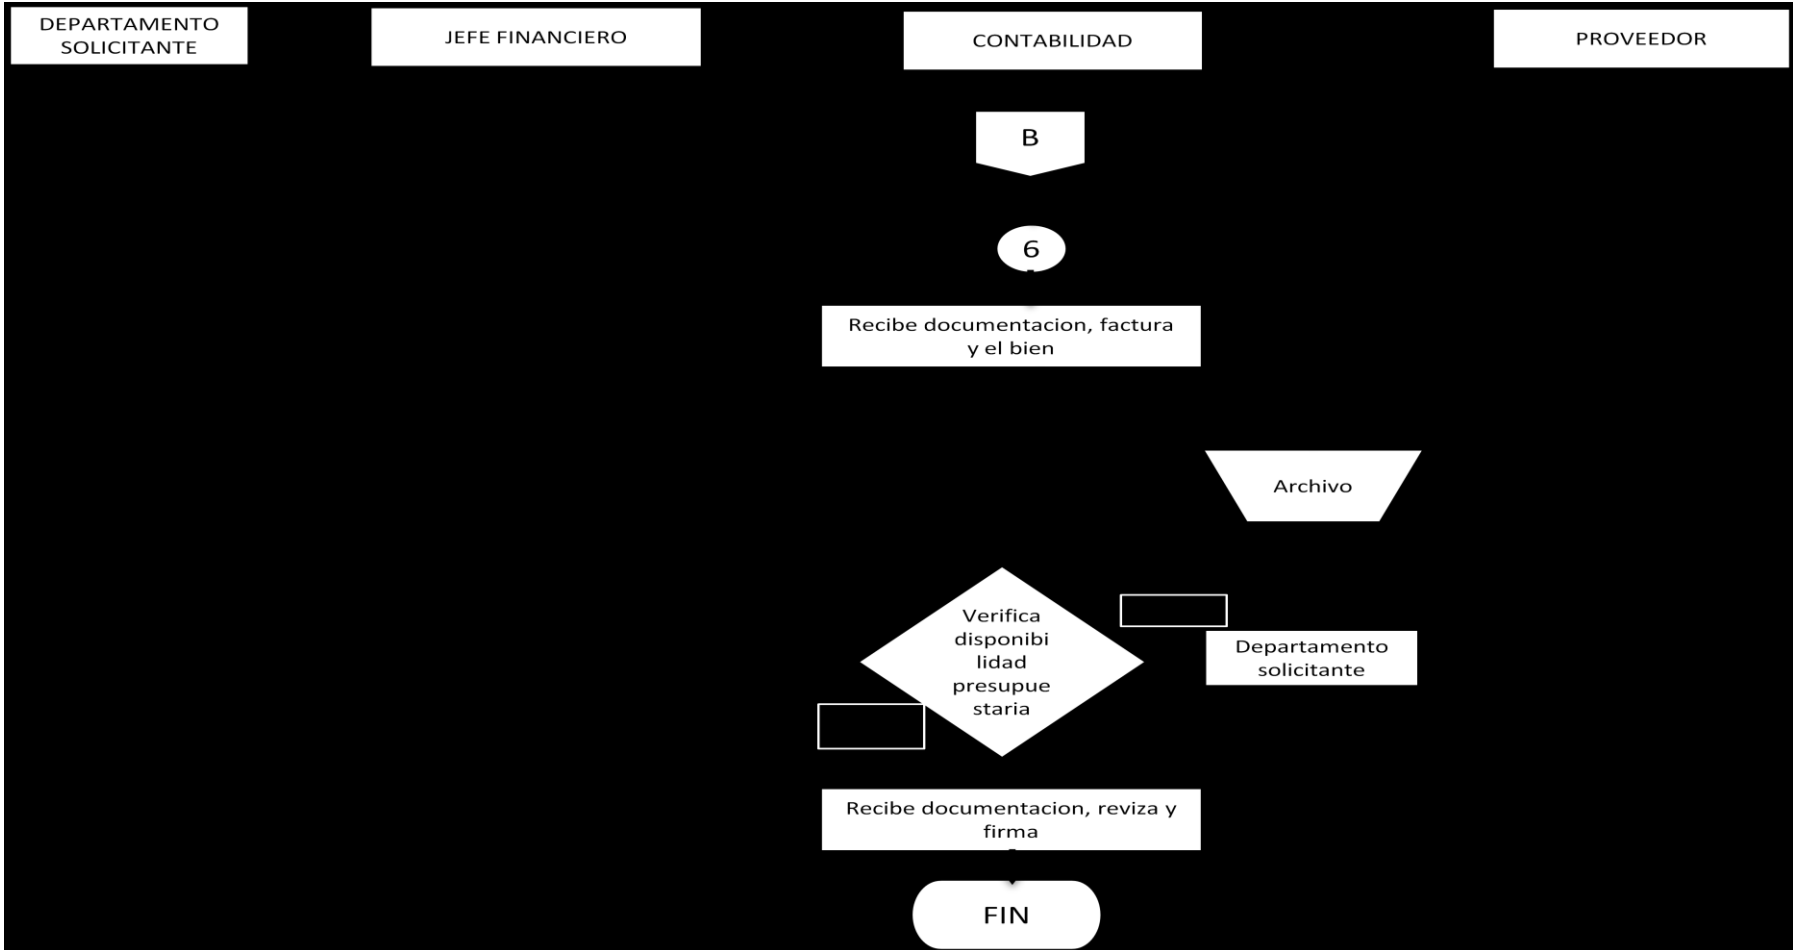 DEPARTAMENTO
SOLICITANTE
JEFE FINANCIERO
CONTABILIDAD
PROVEEDOR
B
6
Recibe documentacion, factura
y el bien
Archivo
Verifica
disponibi
lidad
presupue
staria
Departamento
solicitante
Recibe documentacion, reviza y
firma
FIN